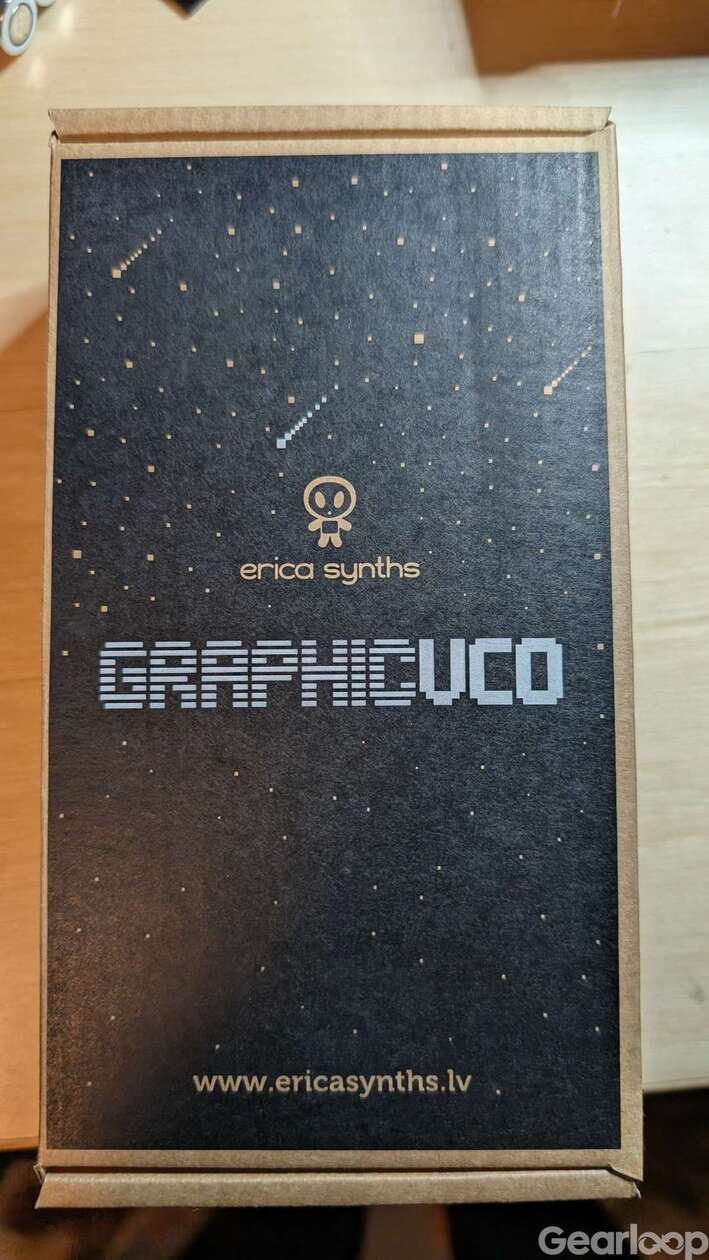 erica synths
GRAPHICVCO
www.ericasynths.lv
Gearloop